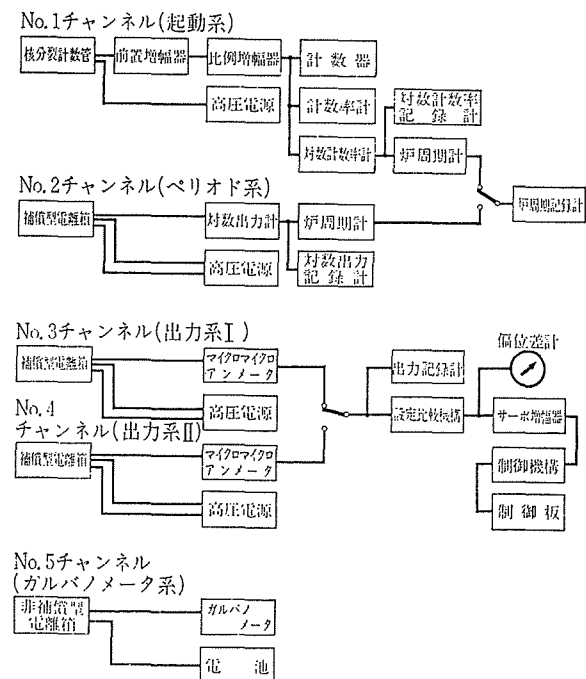 No.1チャンネル(起動系)
核分裂計数管
前置増幅器
比例増幅器
計数器
高圧電源
計数率計
対数計数率
記録計
対数計数率計
炉周期計
No.2チャンネル(ペリオド系)
補償型電離箱
対数出力計
炉周期計
炉周期記録計
高圧電源
対数出力
記録計
No.3チャンネル(出力系Ⅰ)
補償型電離箱
マイクロマイクロ
アンメータ
高圧電源
出力記録計
偏位差計
設定比較機構
サーボ増幅器
制御機構
制御板
No.4
チャンネル(出力系Ⅱ)
補償型電離箱
マイクロマイクロ
アンメータ
高圧電源
No.5チャンネル
(ガルバノメータ系)
非補償型
電離箱
ガルバノ
メータ
電池